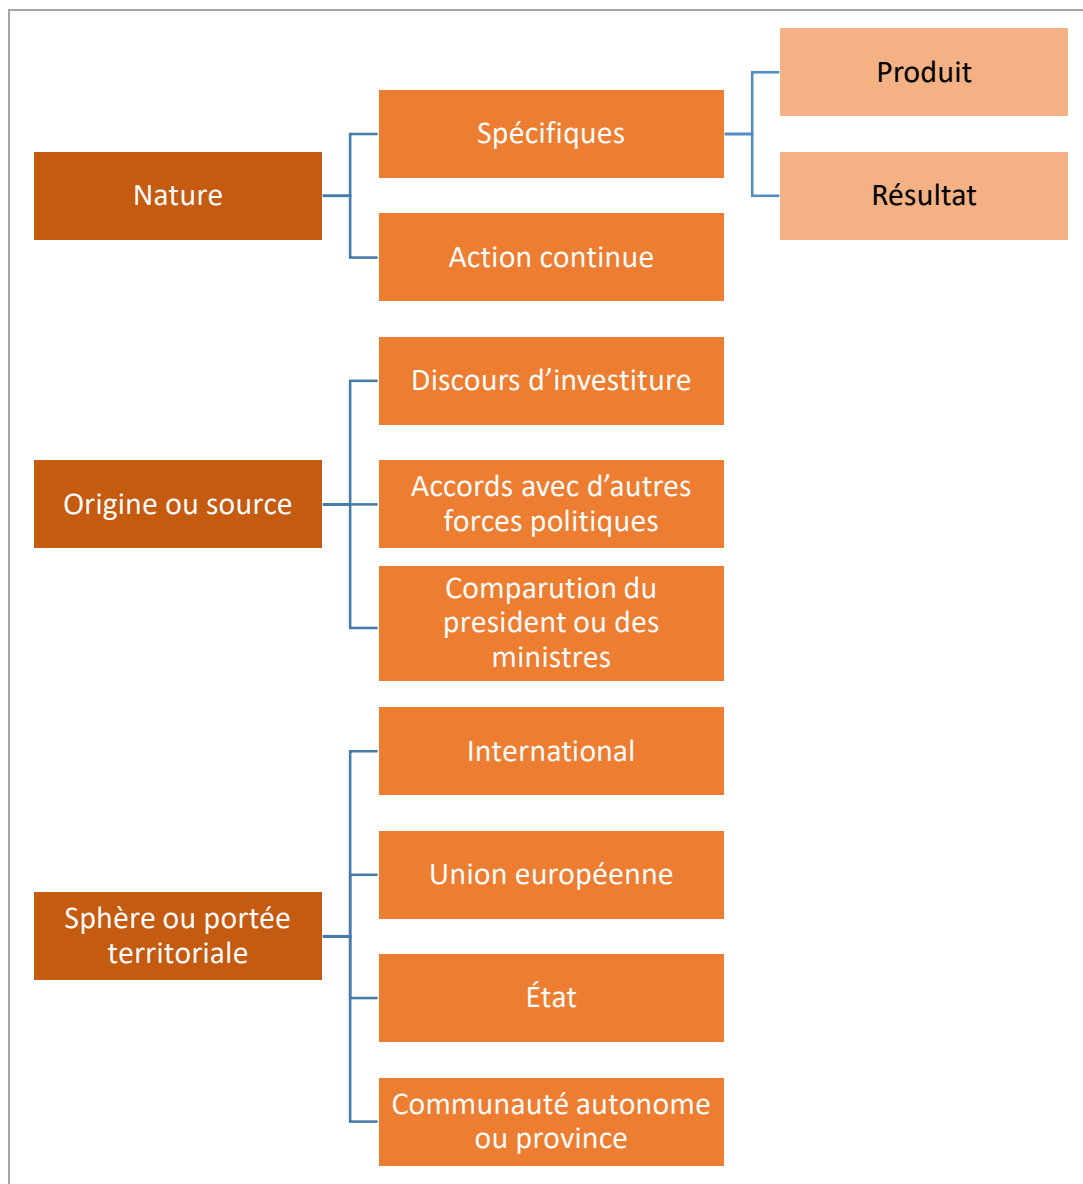 Nature
Spécifiques
Produit
Résultat
Action continue
Origine ou source
Discours d’investiture
Accords avec d’autres
forces politiques
Comparution du
president ou des
ministres
Sphère ou portée
territoriale
International
Union européenne
État
Communauté autonome
ou province